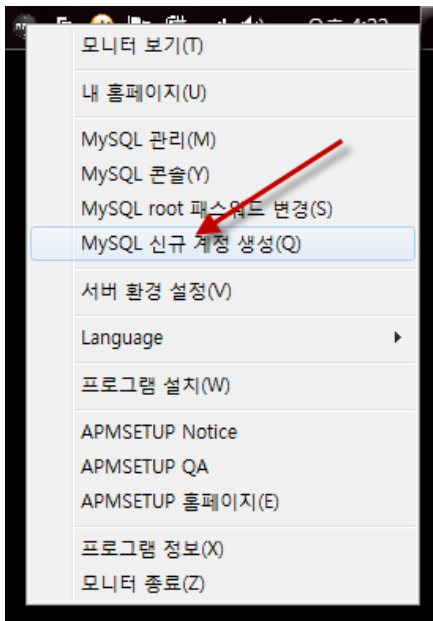 모니터 보기(T)
내 홈페이지(U)
MySQL 관리(M)
MySQL 콘솔(Y)
MySQL root 패스워드 변경(S)
MySQL 신규 계정 생성(Q)
서버 환경 설정(V)
Language
프로그램 설치(W)
APMSETUP Notice
APMSETUP QA
APMSETUP 홈페이지(E)
프로그램 정보(X)
모니터 종료(Z)